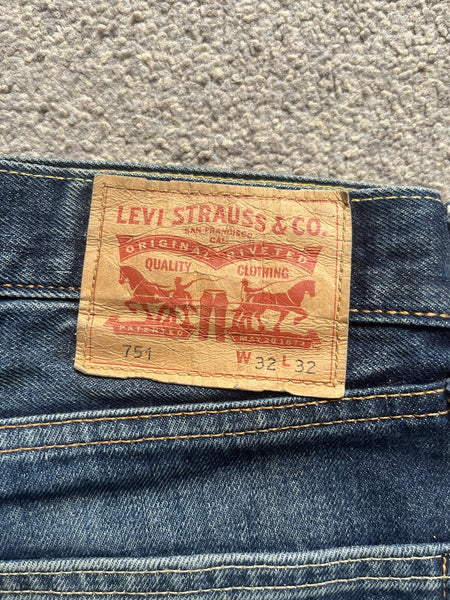 LEVI STRAUSS & CO.
SAN FRANCISCO
CAL.
ORIGINAL RIVETED
QUALITY CLOTHING
PATENTED MAY 20 1873
751 W 32 L 32